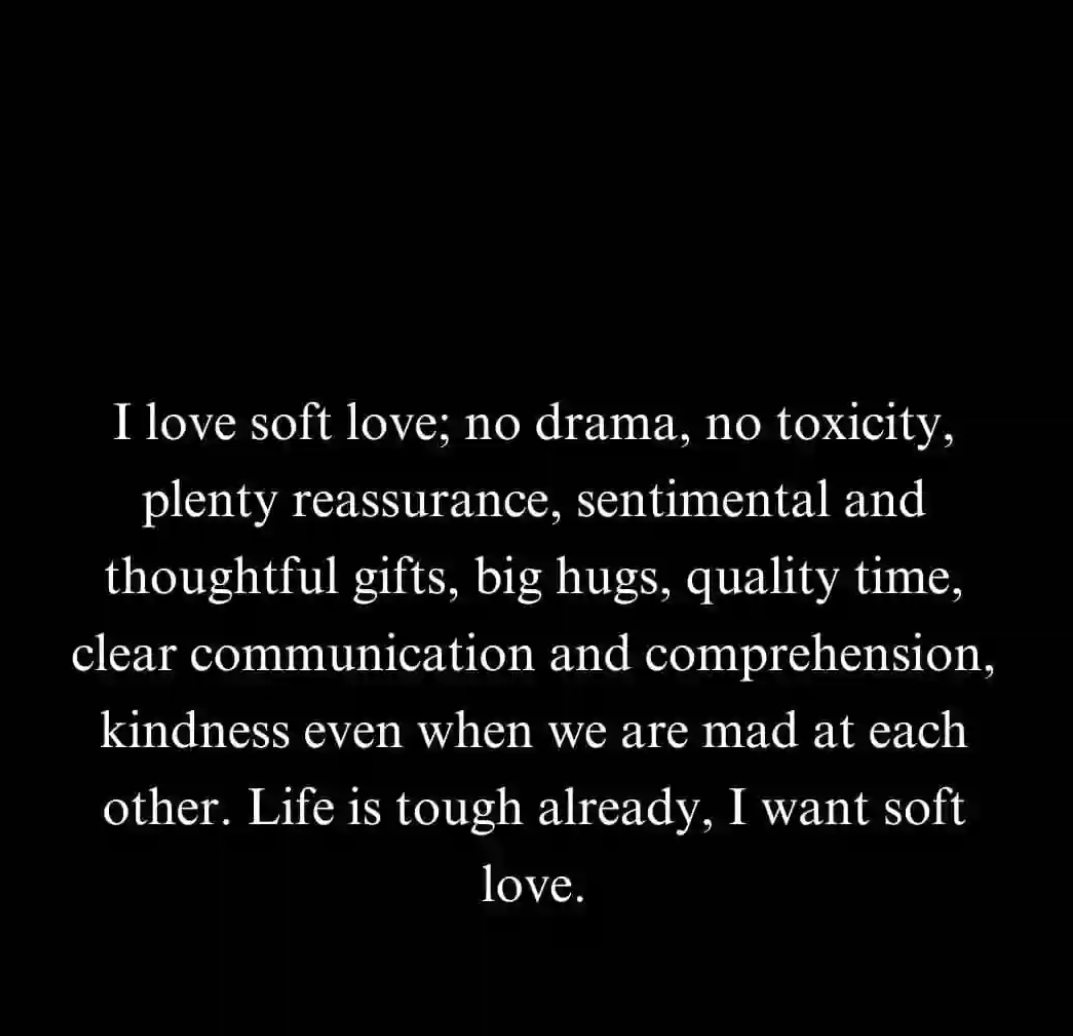 I love soft love; no drama, no toxicity,
plenty reassurance, sentimental and
thoughtful gifts, big hugs, quality time,
clear communication and comprehension,
kindness even when we are mad at each
other. Life is tough already, I want soft
love.